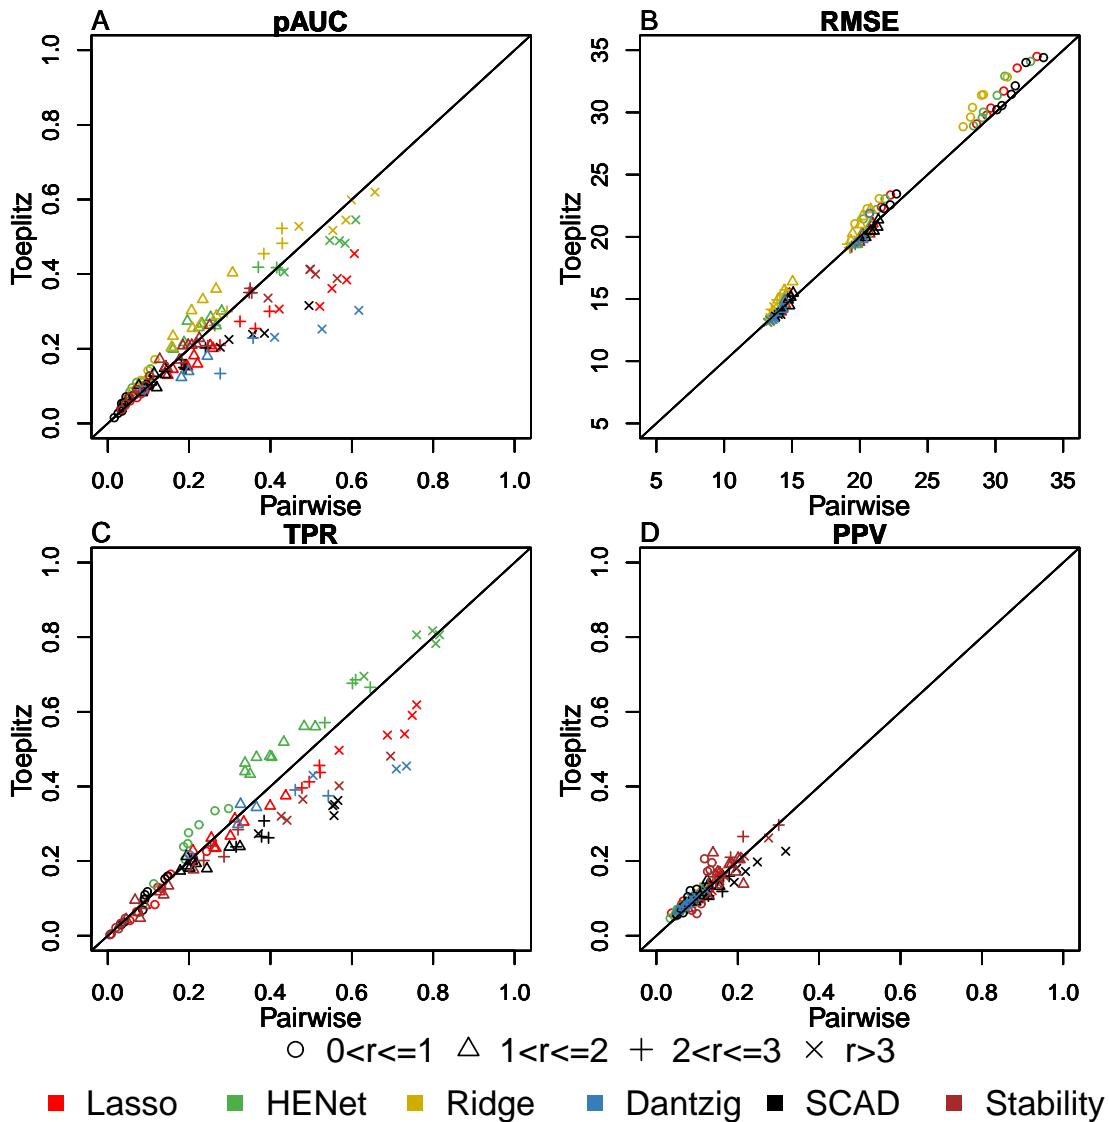 A pAUC
1.0
0.8
0.6
0.4
0.2
0.0
Toeplitz
0.0 0.2 0.4 0.6 0.8 1.0
Pairwise
B RMSE
35
30
25
20
15
10
5
Toeplitz
5 10 15 20 25 30 35
Pairwise
C TPR
1.0
0.8
0.6
0.4
0.2
0.0
Toeplitz
0.0 0.2 0.4 0.6 0.8 1.0
Pairwise
D PPV
1.0
0.8
0.6
0.4
0.2
0.0
Toeplitz
0.0 0.2 0.4 0.6 0.8 1.0
Pairwise
0<r<=1 1<r<=2 2<r<=3 r>3
Lasso HENet Ridge Dantzig SCAD Stability